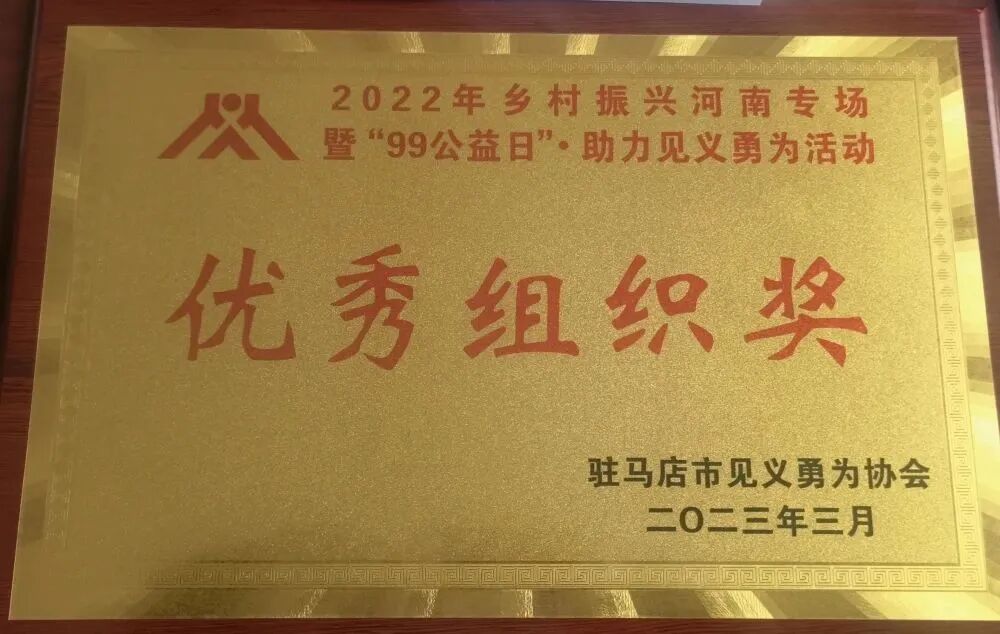 2022年乡村振兴河南专场
暨“99公益日”·助力见义勇为活动
优秀组织奖
驻马店市见义勇为协会
二〇二三年三月